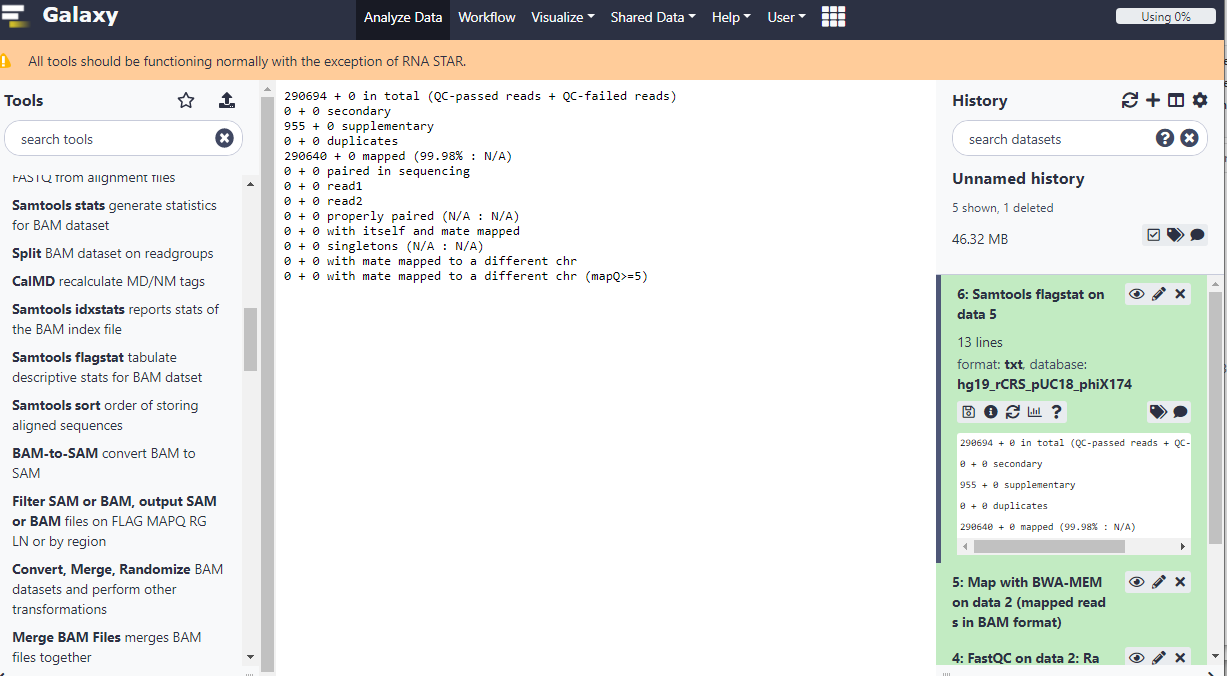 Galaxy
Analyze Data
Workflow
Visualize
Shared Data
Help
User
Using 0%
All tools should be functioning normally with the exception of RNA STAR.
Tools
search tools
FASTQ from alignment files
Samtools stats generate statistics
for BAM dataset
Split BAM dataset on readgroups
CalMD recalculate MD/NM tags
Samtools idxstats reports stats of
the BAM index file
Samtools flagstat tabulate
descriptive stats for BAM datset
Samtools sort order of storing
aligned sequences
BAM-to-SAM convert BAM to
SAM
Filter SAM or BAM, output SAM
or BAM files on FLAG MAPQ RG
LN or by region
Convert, Merge, Randomize BAM
datasets and perform other
transformations
Merge BAM Files merges BAM
files together
290694 + 0 in total (QC-passed reads + QC-failed reads)
0 + 0 secondary
955 + 0 supplementary
0 + 0 duplicates
290640 + 0 mapped (99.98% : N/A)
0 + 0 paired in sequencing
0 + 0 read1
0 + 0 read2
0 + 0 properly paired (N/A : N/A)
0 + 0 with itself and mate mapped
0 + 0 singletons (N/A : N/A)
0 + 0 with mate mapped to a different chr
0 + 0 with mate mapped to a different chr (mapQ>=5)
History
search datasets
Unnamed history
5 shown, 1 deleted
46.32 MB
6: Samtools flagstat on
data 5
13 lines
format: txt, database:
hg19_rCRS_pUC18_phiX174
290694 + 0 in total (QC-passed reads + QC-
0 + 0 secondary
955 + 0 supplementary
0 + 0 duplicates
290640 + 0 mapped (99.98% : N/A)
5: Map with BWA-MEM
on data 2 (mapped read
s in BAM format)
4: FastQC on data 2: Ra